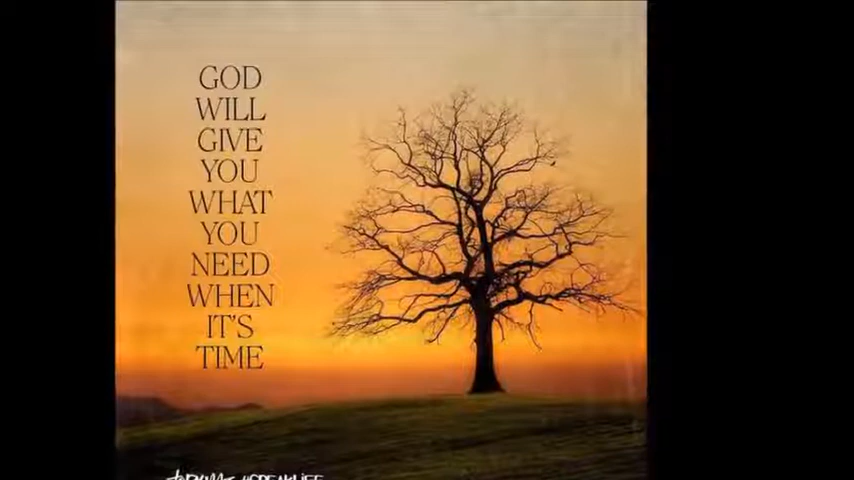 GOD
WILL
GIVE
YOU
WHAT
YOU
NEED
WHEN
IT'S
TIME